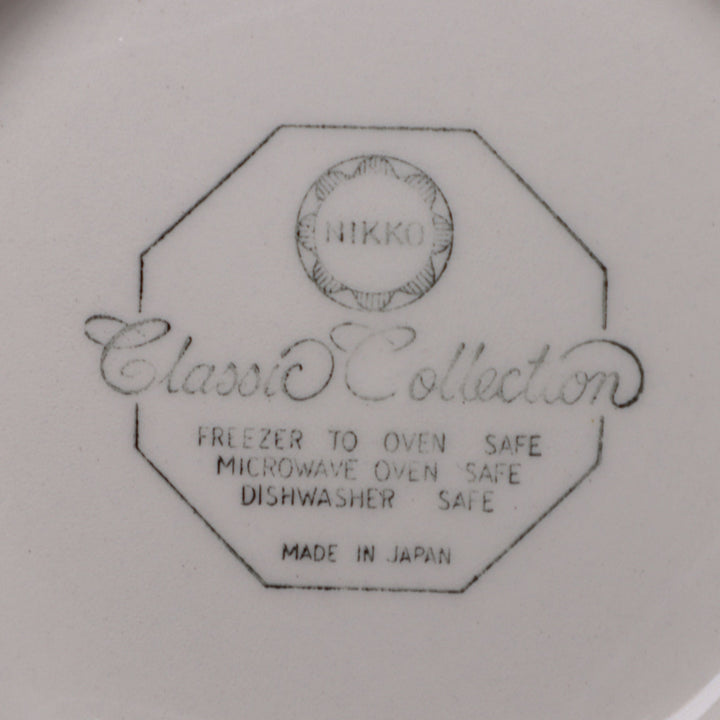 NIKKO
Classic Collection
FREEZER TO OVEN SAFE
MICROWAVE OVEN SAFE
DISHWASHER SAFE
MADE IN JAPAN